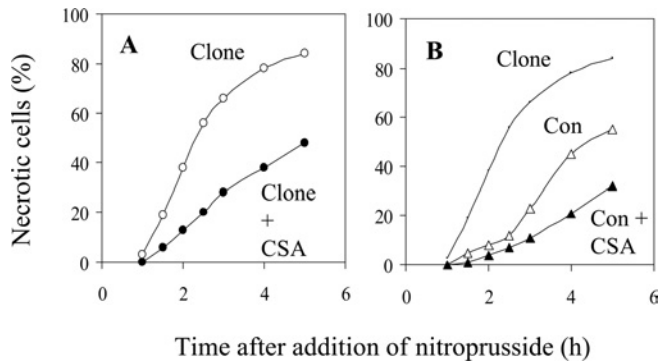 A
Clone
Clone
+
CSA
B
Clone
Con
Con +
CSA
Necrotic cells (%)
100
80
60
40
20
0
0 2 4 6
100
80
60
40
20
0
0 2 4 6
Time after addition of nitroprusside (h)